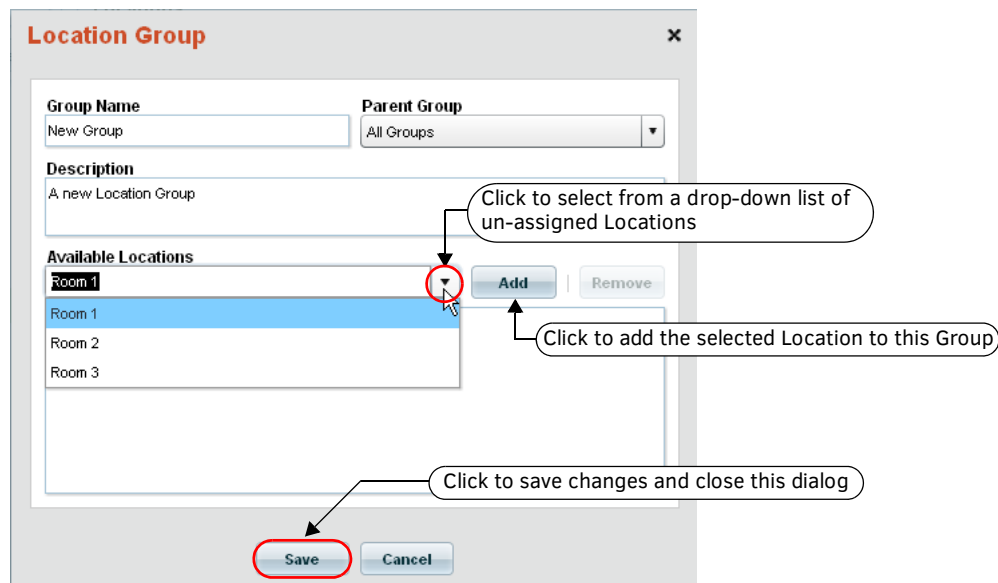 Location Group
Group Name
Parent Group
New Group
All Groups
Description
A new Location Group
Click to select from a drop-down list of
un-assigned Locations
Available Locations
Room 1
Add
Remove
Room 1
Room 2
Room 3
Click to add the selected Location to this Group
Click to save changes and close this dialog
Save
Cancel